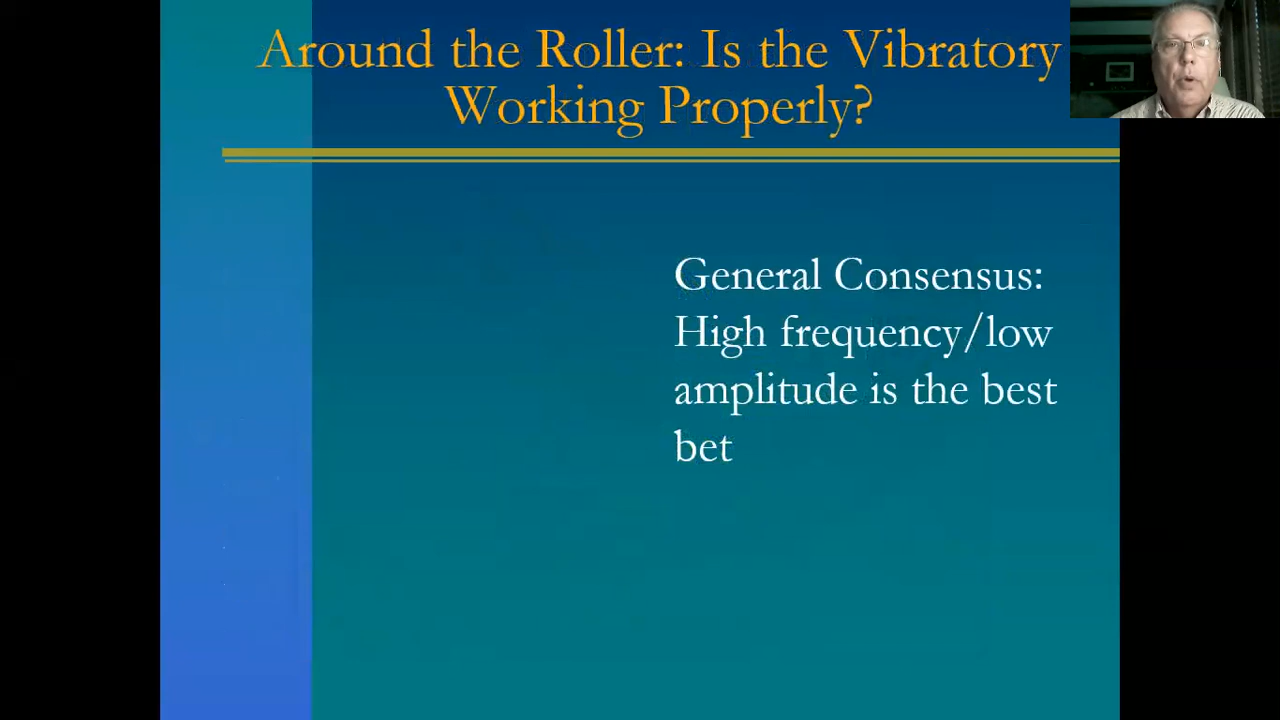 Around the Roller: Is the Vibratory
Working Properly?
General Consensus:
High frequency/low
amplitude is the best
bet